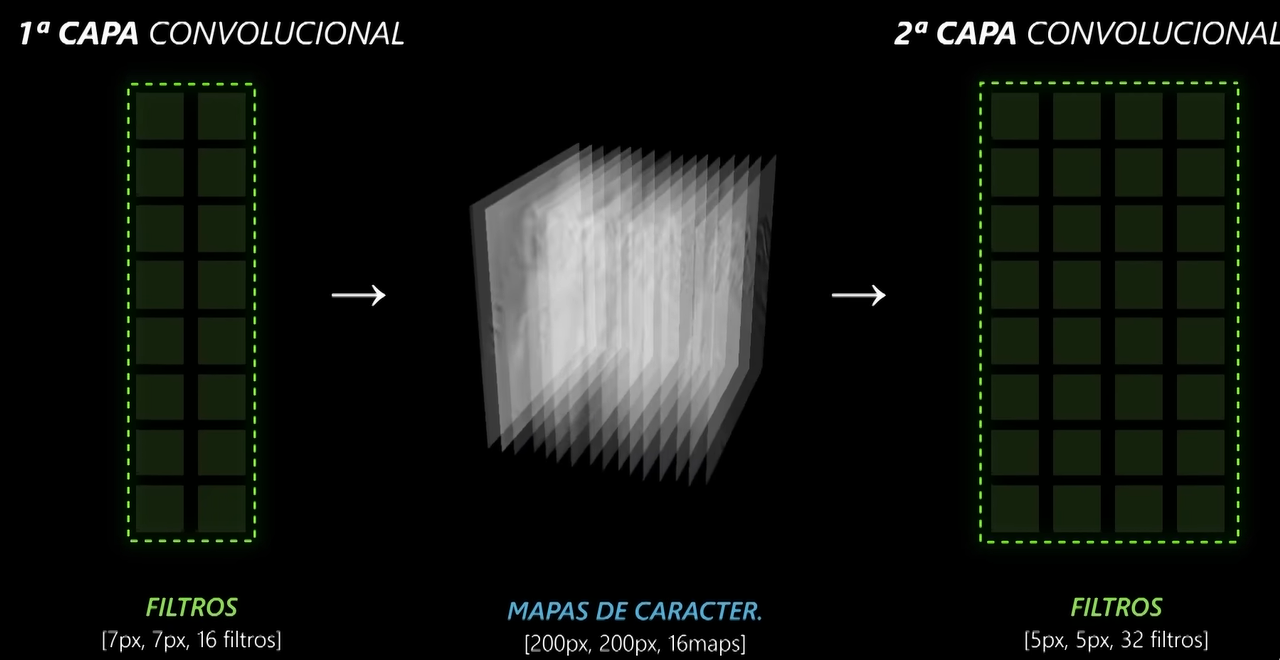 1ª CAPA CONVOLUCIONAL
2ª CAPA CONVOLUCIONAL
FILTROS
[7px, 7px, 16 filtros]
MAPAS DE CARACTER.
[200px, 200px, 16maps]
FILTROS
[5px, 5px, 32 filtros]